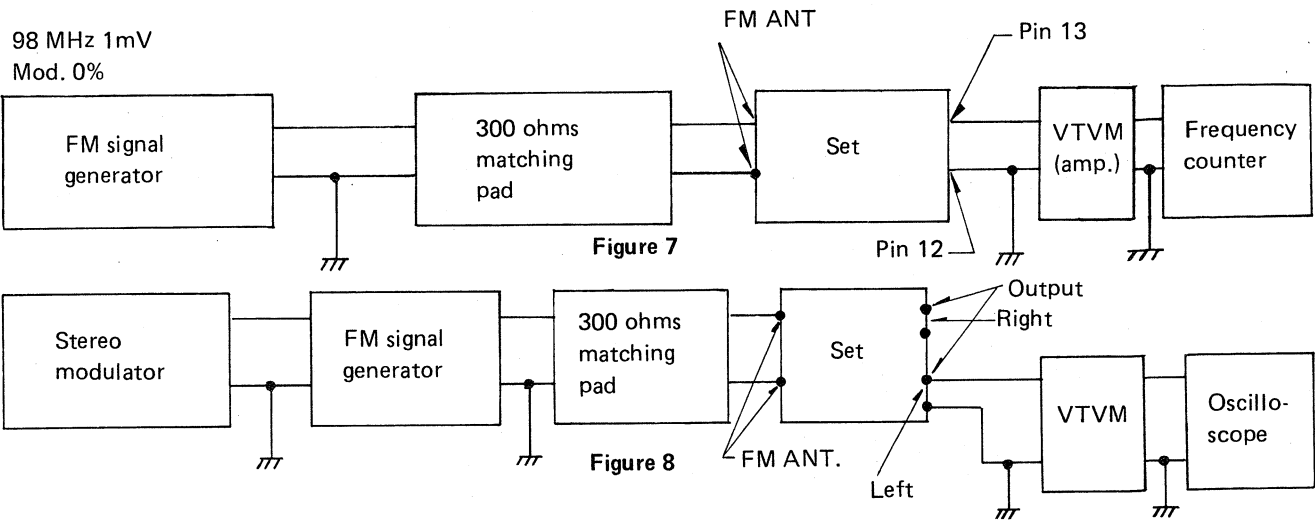 98 MHz 1mV
Mod. 0%
FM signal
generator
300 ohms
matching
pad
FM ANT
Set
Pin 13
Pin 12
VTVM
(amp.)
Frequency
counter
Figure 7
Stereo
modulator
FM signal
generator
300 ohms
matching
pad
Set
Output
Right
Left
FM ANT.
VTVM
Oscillo-
scope
Figure 8